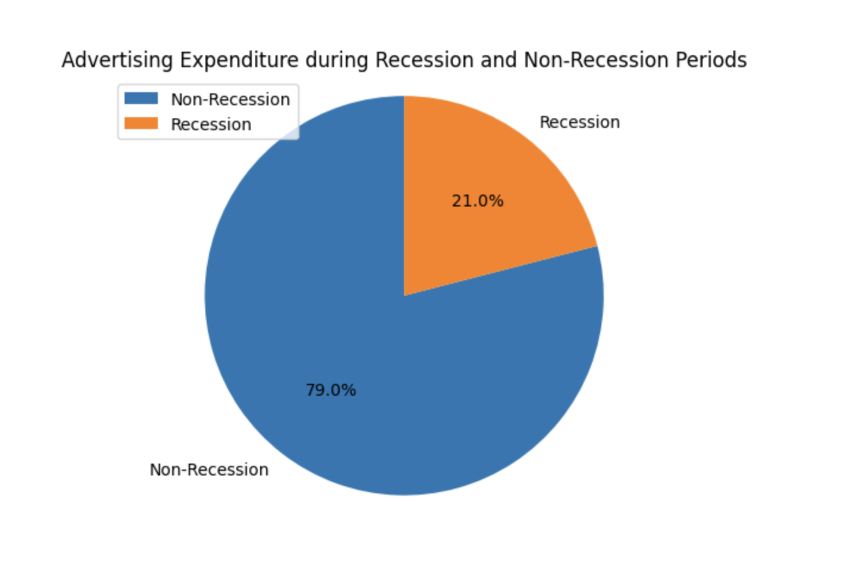 Advertising Expenditure during Recession and Non-Recession Periods
Non-Recession
Recession
Recession
21.0%
79.0%
Non-Recession